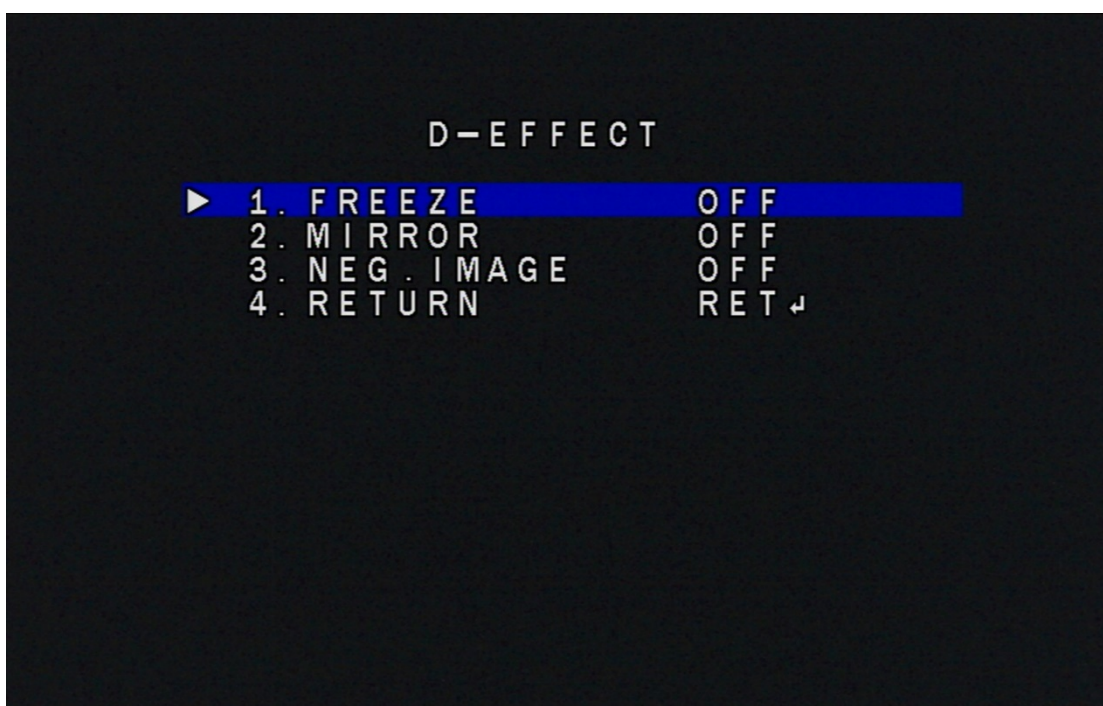 D-EFFECT
▶ 1. FREEZE OFF
2. MIRROR OFF
3. NEG. IMAGE OFF
4. RETURN RET↵